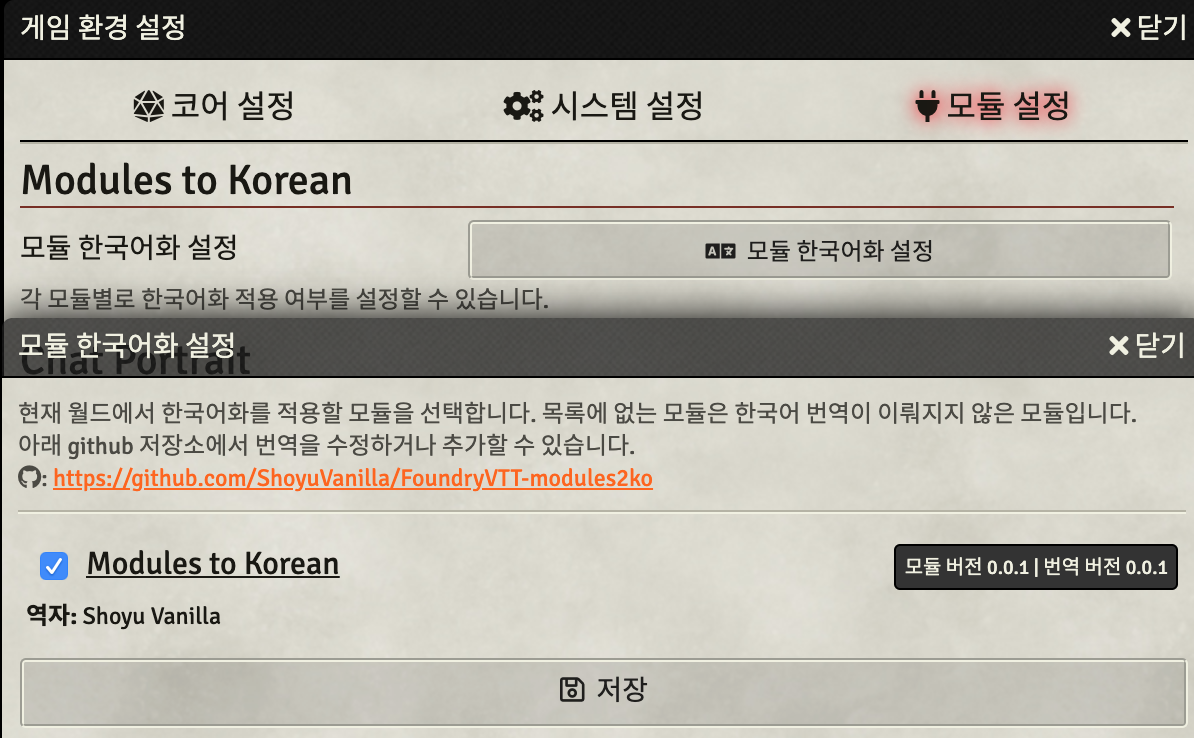 게임 환경 설정
닫기
코어 설정
시스템 설정
모듈 설정
Modules to Korean
모듈 한국어화 설정
모듈 한국어화 설정
각 모듈별로 한국어화 적용 여부를 설정할 수 있습니다.
모듈 한국어화 설정
닫기
Chat Portrait
현재 월드에서 한국어화를 적용할 모듈을 선택합니다. 목록에 없는 모듈은 한국어 번역이 이뤄지지 않은 모듈입니다.
아래 github 저장소에서 번역을 수정하거나 추가할 수 있습니다.
: https://github.com/ShoyuVanilla/FoundryVTT-modules2ko
Modules to Korean
모듈 버전 0.0.1 | 번역 버전 0.0.1
역자: Shoyu Vanilla
저장